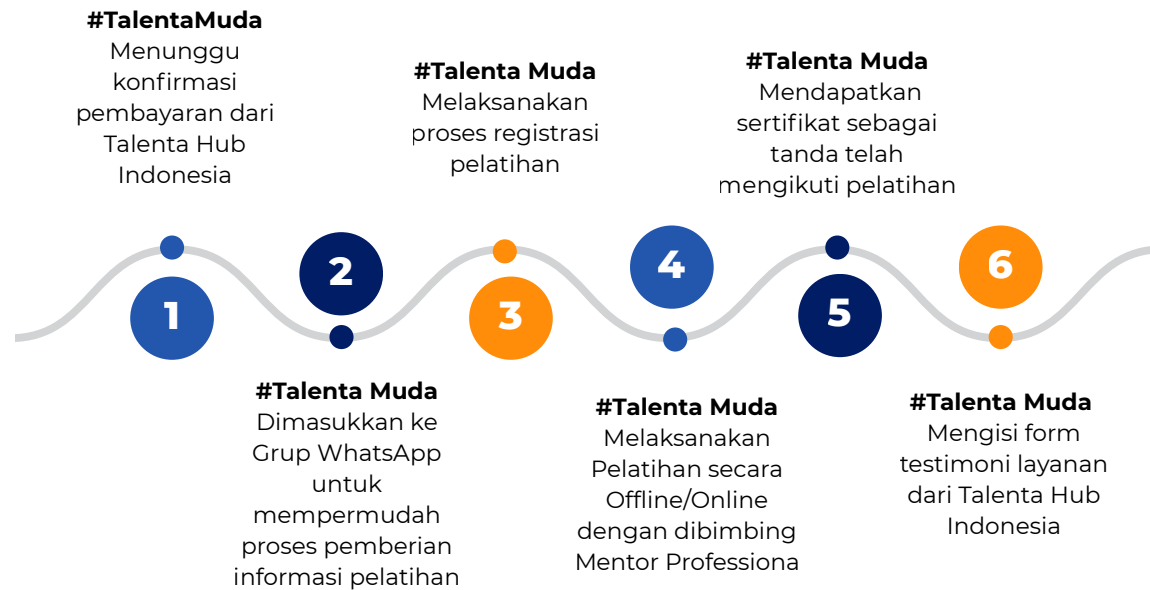 #TalentaMuda
Menunggu
konfirmasi
pembayaran dari
Talenta Hub
Indonesia
1
2
#Talenta Muda
Dimasukkan ke
Grup WhatsApp
untuk
mempermudah
proses pemberian
informasi pelatihan
#Talenta Muda
Melaksanakan
proses registrasi
pelatihan
3
4
#Talenta Muda
Melaksanakan
Pelatihan secara
Offline/Online
dengan dibimbing
Mentor Professiona
#Talenta Muda
Mendapatkan
sertifikat sebagai
tanda telah
mengikuti pelatihan
5
6
#Talenta Muda
Mengisi form
testimoni layanan
dari Talenta Hub
Indonesia